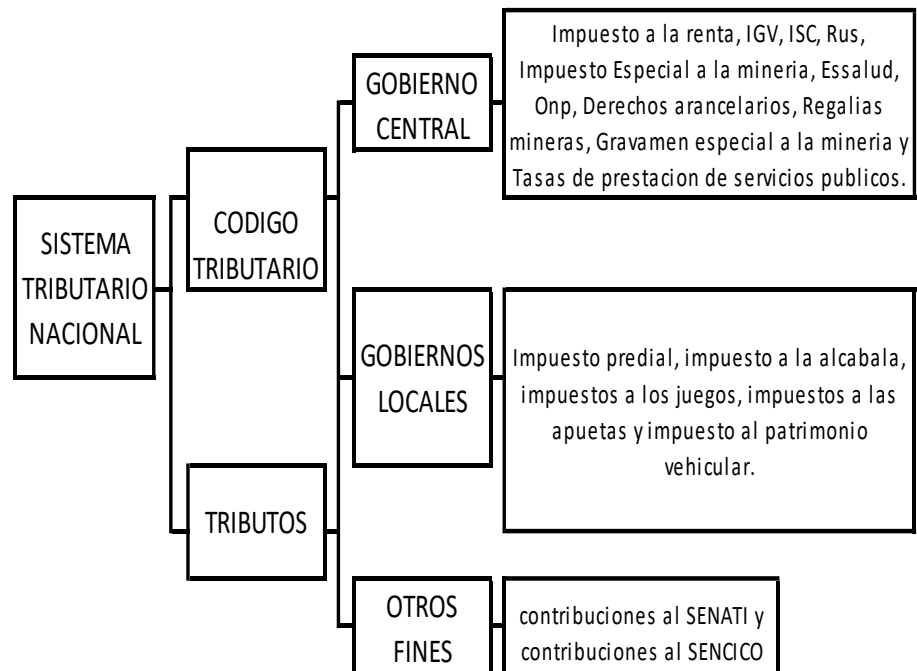 SISTEMA
TRIBUTARIO
NACIONAL
CODIGO
TRIBUTARIO
TRIBUTOS
GOBIERNO
CENTRAL
Impuesto a la renta, IGV, ISC, Rus,
Impuesto Especial a la mineria, Essalud,
Onp, Derechos arancelarios, Regalias
mineras, Gravamen especial a la mineria y
Tasas de prestacion de servicios publicos.
GOBIERNOS
LOCALES
Impuesto predial, impuesto a la alcabala,
impuestos a los juegos, impuestos a las
apuetas y impuesto al patrimonio
vehicular.
OTROS
FINES
contribuciones al SENATI y
contribuciones al SENCICO